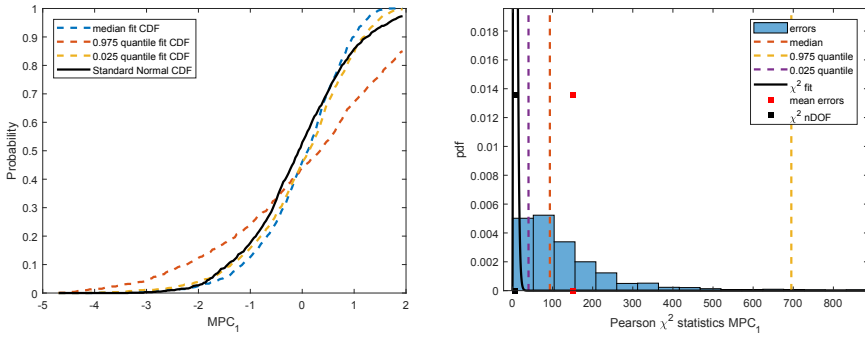 median fit CDF
0.975 quantile fit CDF
0.025 quantile fit CDF
Standard Normal CDF
1
0.9
0.8
0.7
0.6
0.5
0.4
0.3
0.2
0.1
0
Probability
-5 -4 -3 -2 -1 0 1 2
MPC₁
errors
median
0.975 quantile
0.025 quantile
χ² fit
mean errors
χ² nDOF
0.018
0.016
0.014
0.012
0.01
0.008
0.006
0.004
0.002
0
pdf
0 100 200 300 400 500 600 700 800
Pearson χ² statistics MPC₁